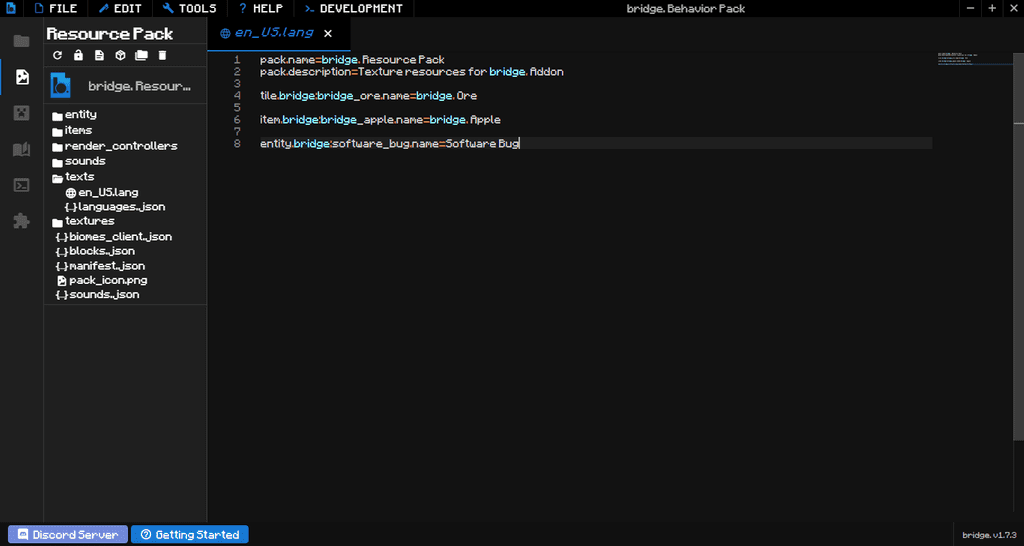 FILE EDIT TOOLS ? HELP >_ DEVELOPMENT bridge. Behavior Pack
Resource Pack
bridge. Resour...
entity
items
render_controllers
sounds
texts
en_US.lang
{..}languages.json
textures
{..}biomes_client.json
{..}blocks.json
{..}manifest.json
pack_icon.png
{..}sounds.json
en_US.lang ×
1 pack.name=bridge. Resource Pack
2 pack.description=Texture resources for bridge. Addon
3
4 tile.bridge:bridge_ore.name=bridge. Ore
5
6 item.bridge:bridge_apple.name=bridge. Apple
7
8 entity.bridge:software_bug.name=Software Bug
Discord Server Getting Started bridge. v1.7.3